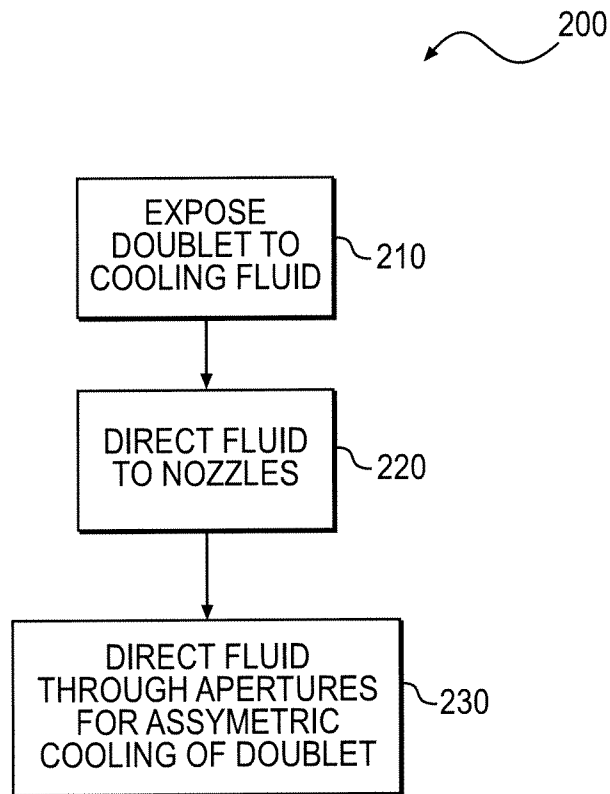 200
EXPOSE
DOUBLET TO
COOLING FLUID
210
DIRECT FLUID
TO NOZZLES
220
DIRECT FLUID
THROUGH APERTURES
FOR ASSYMETRIC
COOLING OF DOUBLET
230